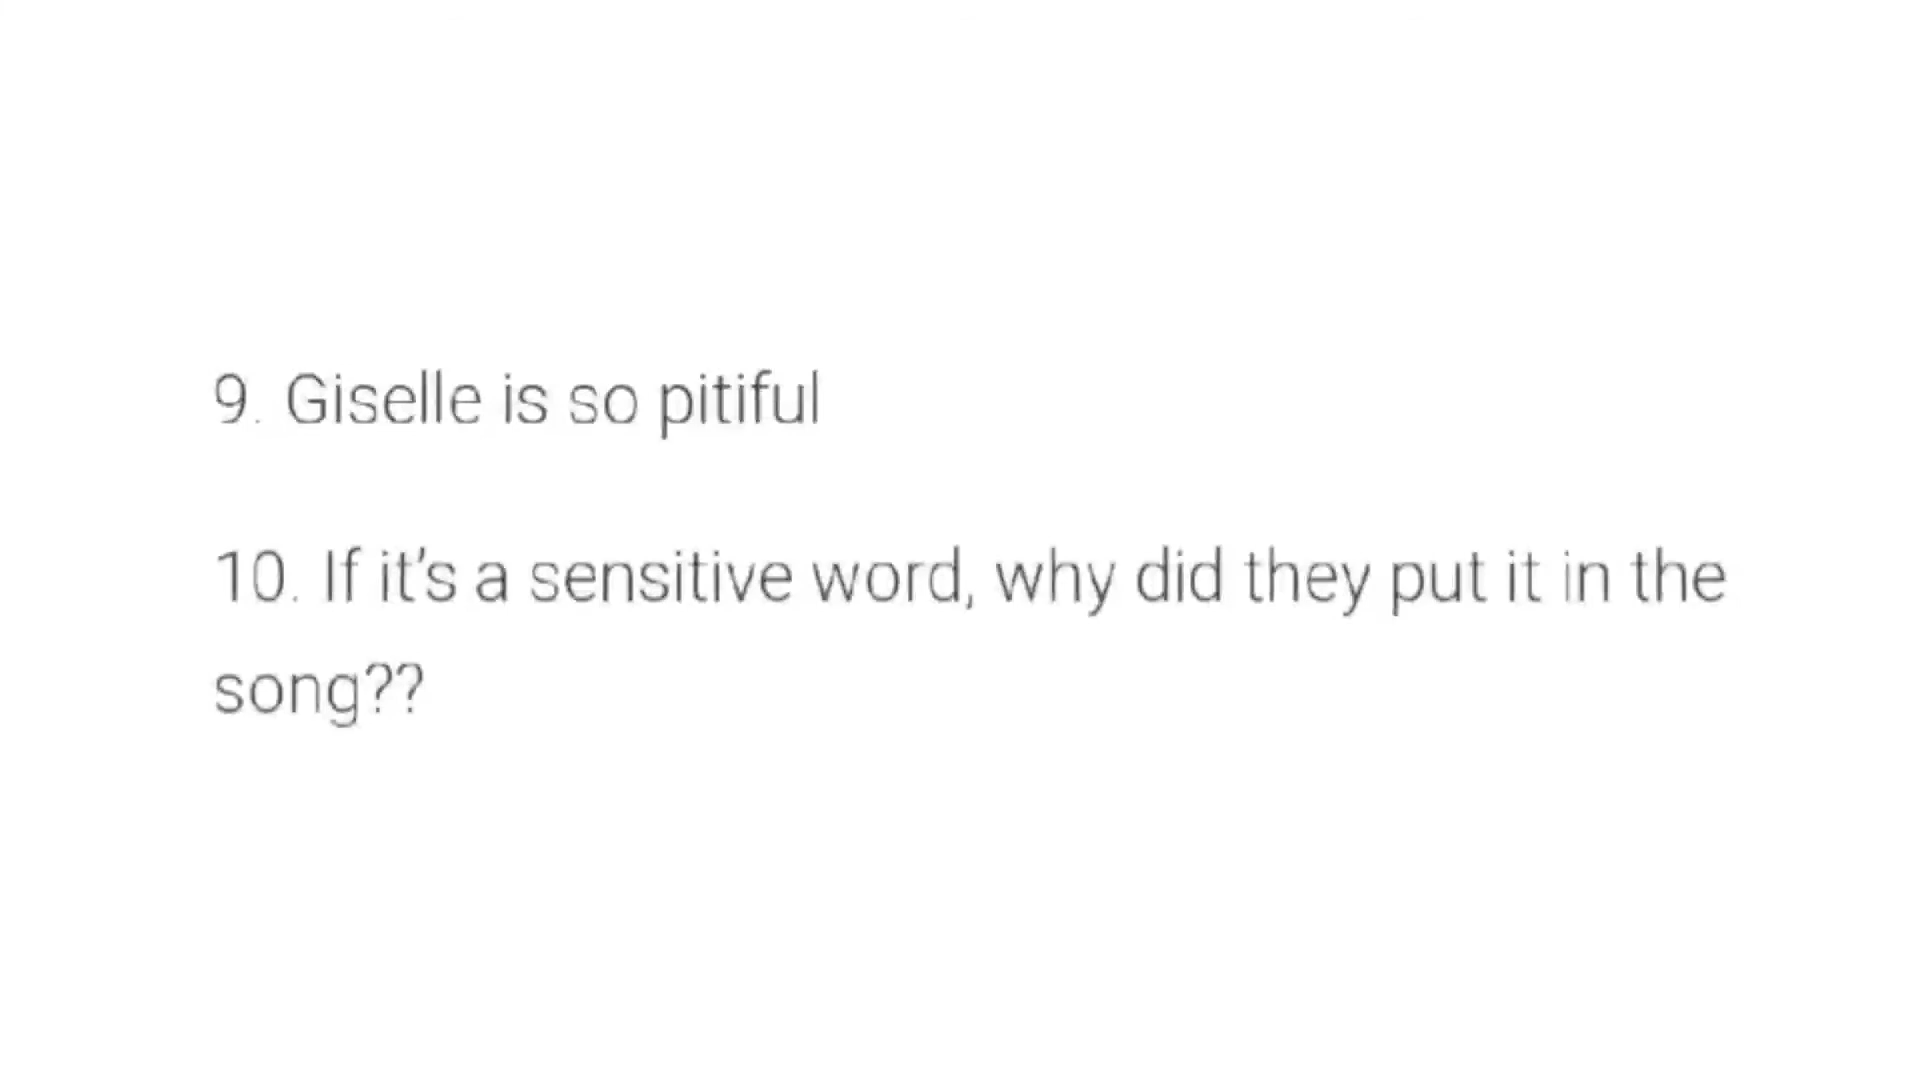 9. Giselle is so pitiful
10. If it's a sensitive word, why did they put it in the
song??